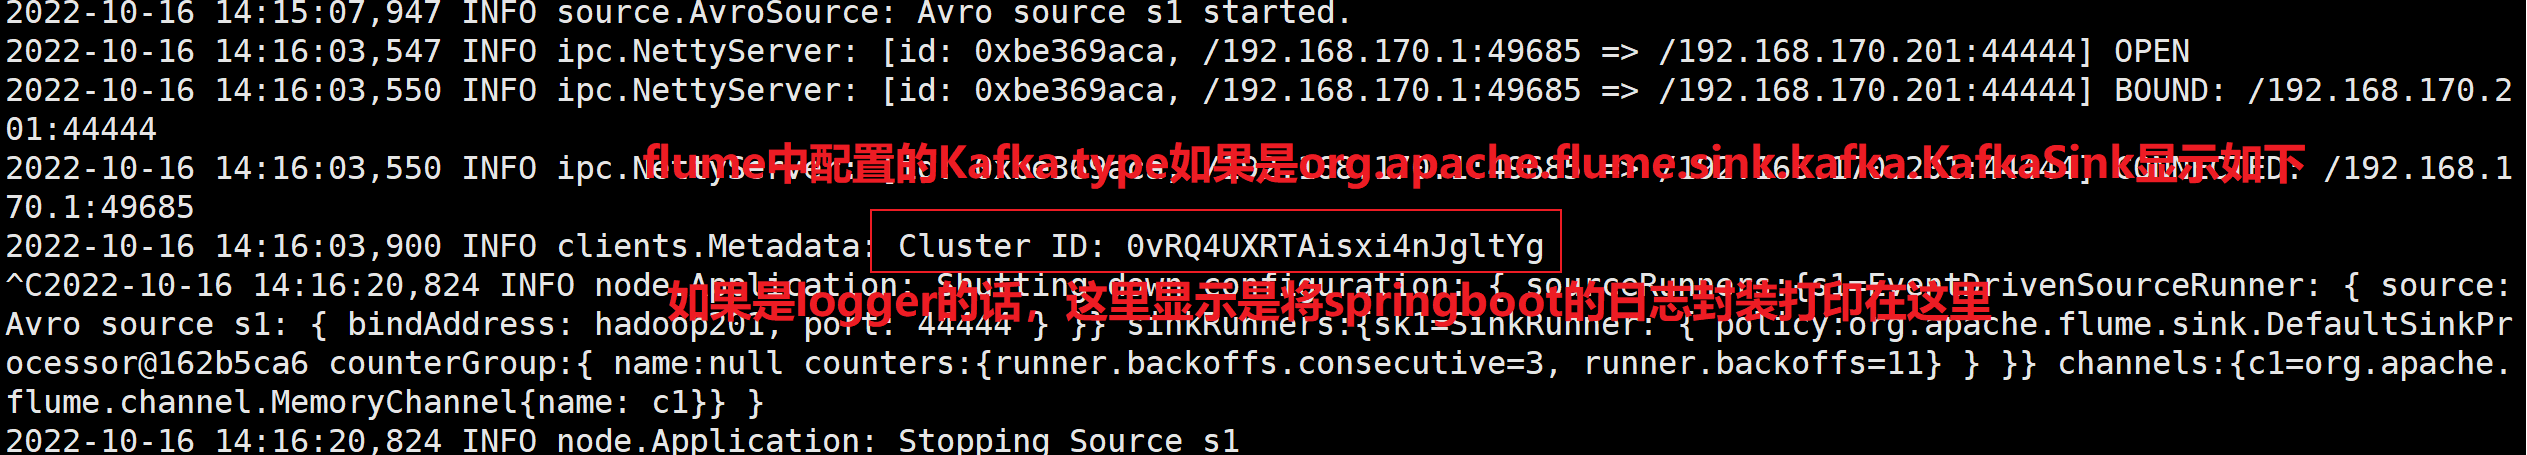 2022-10-16 14:15:07,947 INFO source.AvroSource: Avro source s1 started.
2022-10-16 14:16:03,547 INFO ipc.NettyServer: [id: 0xbe369aca, /192.168.170.1:49685 => /192.168.170.201:44444] OPEN
2022-10-16 14:16:03,550 INFO ipc.NettyServer: [id: 0xbe369aca, /192.168.170.1:49685 => /192.168.170.201:44444] BOUND: /192.168.170.2
01:44444
flume中配置的Kafka type如果是org.apache.flume.sink.kafka.KafkaSink显示如下
2022-10-16 14:16:03,550 INFO ipc.NettyServer: [id: 0xbe369aca, /192.168.170.1:49685 => /192.168.170.201:44444] CONNECTED: /192.168.1
70.1:49685
2022-10-16 14:16:03,900 INFO clients.Metadata: Cluster ID: 0vRQ4UXRTAisxi4nJgltYg
^C2022-10-16 14:16:20,824 INFO node.Application: Shutting down configuration: { sourceRunners:{s1=EventDrivenSourceRunner: { source:
如果是logger的话，这里显示是将springboot的日志封装打印在这里
Avro source s1: { bindAddress: hadoop201, port: 44444 } }} sinkRunners:{sk1=SinkRunner: { policy:org.apache.flume.sink.DefaultSinkPr
ocessor@162b5ca6 counterGroup:{ name:null counters:{runner.backoffs.consecutive=3, runner.backoffs=11} } }} channels:{c1=org.apache.
flume.channel.MemoryChannel{name: c1}} }
2022-10-16 14:16:20,824 INFO node.Application: Stopping Source s1